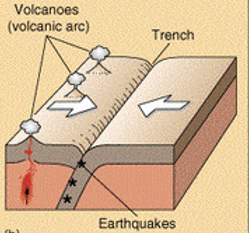 Volcanoes
(volcanic arc)
Trench
Earthquakes
(b)